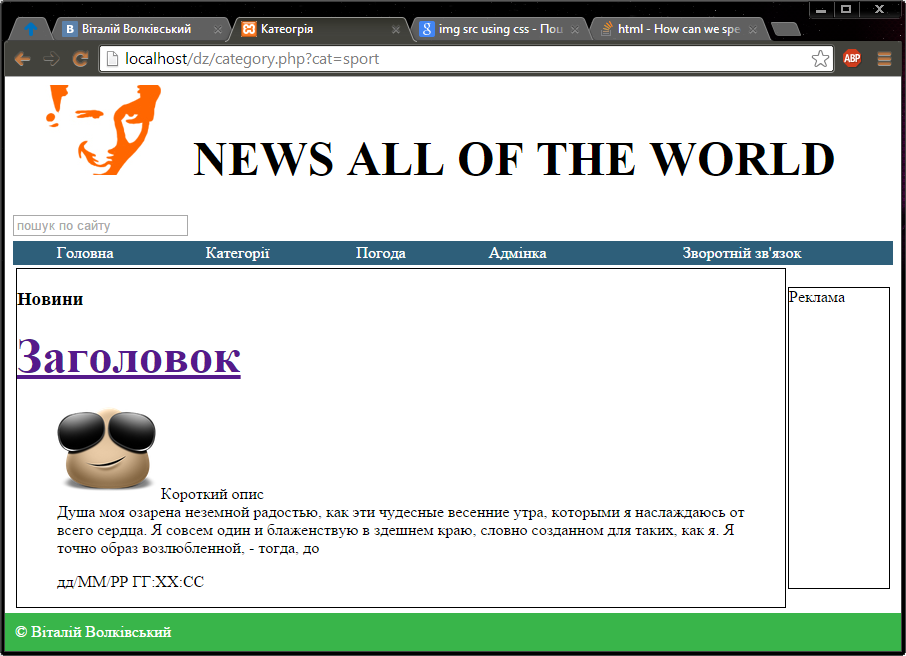 Віталій Волківський
Катеогрія
img src using css - Пош
html - How can we spe
localhost/dz/category.php?cat=sport
ABP
NEWS ALL OF THE WORLD
пошук по сайту
Головна Категорії Погода Адмінка Зворотній зв'язок
Новини
Реклама
Заголовок
Короткий опис
Душа моя озарена неземной радостью, как эти чудесные весенние утра, которыми я наслаждаюсь от
всего сердца. Я совсем один и блаженствую в здешнем краю, словно созданном для таких, как я. Я
точно образ возлюбленной, - тогда, до
дд/ММ/РР ГГ:ХХ:СС
© Віталій Волківський